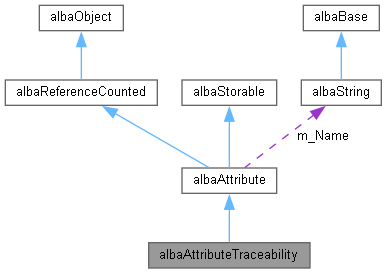 albaObject
albaBase
albaReferenceCounted
albaStorable
albaString
m_Name
albaAttribute
albaAttributeTraceability